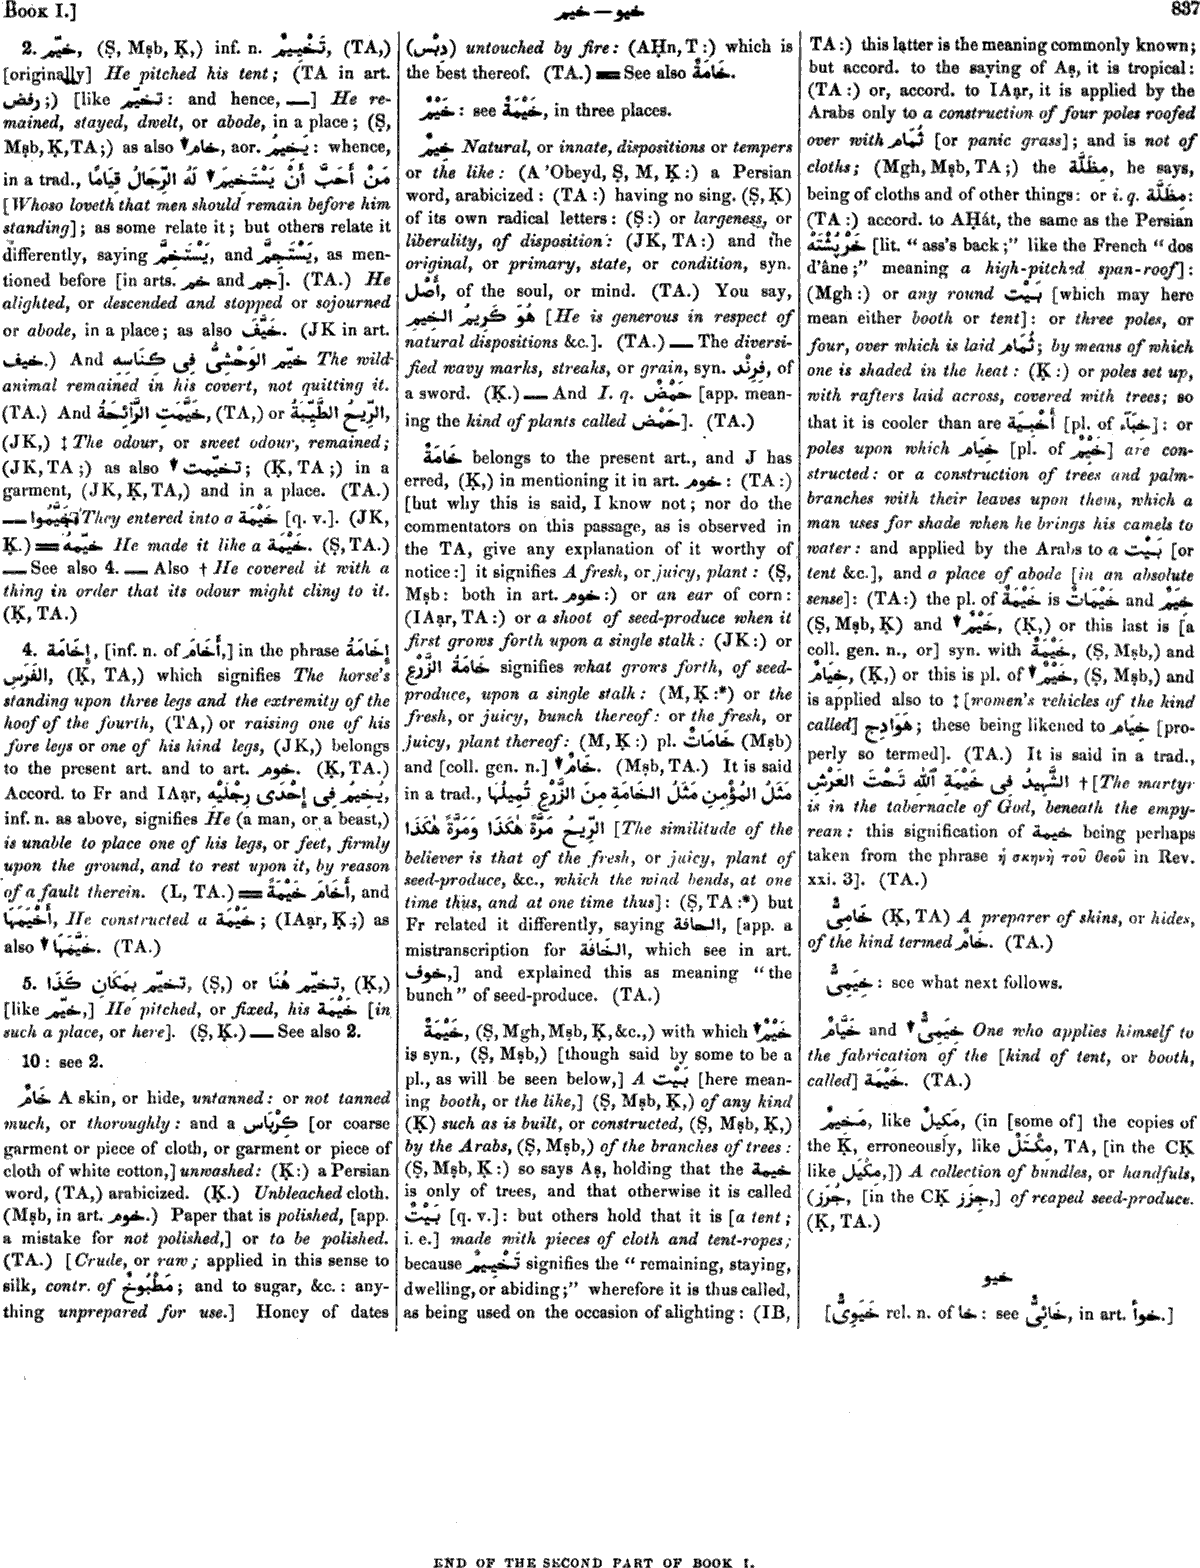 BOOK I.]
خيم — خيو
837
2. خيّم, (Ṣ, Mṣb, Ḳ,) inf. n. تَخْيِيمٌ, (TA,)
[originally] He pitched his tent; (TA in art.
رفض;) [like تخيّم: and hence, —] He re-
mained, stayed, dwelt, or abode, in a place; (Ṣ,
Mṣb, Ḳ, TA;) as also ▼ خام, aor. يَخِيمُ: whence,
in a trad., مَنْ أَحَبَّ أَنْ يَسْتَخِيمَ ▼ لَهُ الرِّجَالُ قِيَامًا
[Whoso loveth that men should remain before him
standing]; as some relate it; but others relate it
differently, saying يَسْتَخِمَّ, and يَسْتَجِمَّ, as men-
tioned before [in arts. خم and جم]. (TA.) He
alighted, or descended and stopped or sojourned
or abode, in a place; as also خَيَّفَ. (JK in art.
خيف.) And خيّم الوَحْشِىُّ فِى كِنَاسِهِ The wild
animal remained in his covert, not quitting it.
(TA.) And خَيَّمَتِ الرَّائِحَةُ, (TA,) or الرِّيحُ الطَّيِّبَةُ,
(JK,) ‡ The odour, or sweet odour, remained;
(JK, TA;) as also ▼ تخيّمت; (Ḳ, TA;) in a
garment, (JK, Ḳ, TA,) and in a place. (TA.)
— خَيَّمُوا They entered into a خَيْمَة [q. v.]. (JK,
Ḳ.) = خيّمهُ He made it like a خَيْمَة. (Ṣ, TA.)
— See also 4. — Also † He covered it with a
thing in order that its odour might cling to it.
(Ḳ, TA.)
4. إِخَامَة, [inf. n. of أَخَامَ,] in the phrase إِخَامَةُ
الفَرَسِ, (Ḳ, TA,) which signifies The horse's
standing upon three legs and the extremity of the
hoof of the fourth, (TA,) or raising one of his
fore legs or one of his hind legs, (JK,) belongs
to the present art. and to art. خوم. (Ḳ, TA.)
Accord. to Fr and IAạr, يُخِيمُ فِى إِحْدَى رِجْلَيْهِ,
inf. n. as above, signifies He (a man, or a beast,)
is unable to place one of his legs, or feet, firmly
upon the ground, and to rest upon it, by reason
of a fault therein. (L, TA.) = أَخَامَ خَيْمَةً, and
أَخْيَمَهَا, He constructed a خَيْمَة; (IAạr, Ḳ;) as
also ▼ خَيَّمَهَا. (TA.)
5. تخيّم بِمَكَانِ كَذَا, (Ṣ,) or تخيّم هُنَا, (Ḳ,)
[like خيّم,] He pitched, or fixed, his خَيْمَة [in
such a place, or here]. (Ṣ, Ḳ.) — See also 2.
10: see 2.
خَامٌ A skin, or hide, untanned: or not tanned
much, or thoroughly: and a كِرْبَاس [or coarse
garment or piece of cloth, or garment or piece of
cloth of white cotton,] unwashed: (Ḳ:) a Persian
word, (TA,) arabicized. (Ḳ.) Unbleached cloth.
(Mṣb, in art. خوم.) Paper that is polished, [app.
a mistake for not polished,] or to be polished.
(TA.) [Crude, or raw; applied in this sense to
silk, contr. of مَطْبُوخٌ; and to sugar, &c.: any-
thing unprepared for use.] Honey of dates
(دِبْس) untouched by fire: (AḤn, T:) which is
the best thereof. (TA.) = See also خَامَةٌ.
خَيْمٌ: see خَيْمَةٌ, in three places.
خِيمٌ Natural, or innate, dispositions or tempers
or the like: (A 'Obeyd, Ṣ, M, Ḳ:) a Persian
word, arabicized: (TA:) having no sing. (Ṣ, Ḳ)
of its own radical letters: (Ṣ:) or largeness, or
liberality, of disposition: (JK, TA:) and the
original, or primary, state, or condition, syn.
أَصْل, of the soul, or mind. (TA.) You say,
هُوَ كَرِيمُ الخِيمِ [He is generous in respect of
natural dispositions &c.]. (TA.) — The diversi-
fied wavy marks, streaks, or grain, syn. فِرِنْد, of
a sword. (Ḳ.) — And I. q. حَمْضٌ [app. mean-
ing the kind of plants called حَمْض]. (TA.)
خَامَةٌ belongs to the present art., and J has
erred, (Ḳ,) in mentioning it in art. خوم: (TA:)
[but why this is said, I know not; nor do the
commentators on this passage, as is observed in
the TA, give any explanation of it worthy of
notice:] it signifies A fresh, or juicy, plant: (Ṣ,
Mṣb: both in art. خوم:) or an ear of corn:
(IAạr, TA:) or a shoot of seed-produce when it
first grows forth upon a single stalk: (JK:) or
خَامَةُ الزَّرْعِ signifies what grows forth, of seed-
produce, upon a single stalk: (M, Ḳ:*) or the
fresh, or juicy, bunch thereof: or the fresh, or
juicy, plant thereof: (M, Ḳ:) pl. خَامَاتٌ (Mṣb)
and [coll. gen. n.] ▼ خَامٌ. (Mṣb, TA.) It is said
in a trad., مَثَلُ المُؤْمِنِ مَثَلُ الخَامَةِ مِنَ الزَّرْعِ تُمِيلُهَا
الرِّيحُ مَرَّةً هٰكَذَا وَمَرَّةً هٰكَذَا [The similitude of the
believer is that of the fresh, or juicy, plant of
seed-produce, &c., which the wind bends, at one
time thus, and at one time thus]: (Ṣ, TA:*) but
Fr related it differently, saying الحافة, [app. a
mistranscription for الخَافَة, which see in art.
خوف,] and explained this as meaning "the
bunch" of seed-produce. (TA.)
خَيْمَةٌ, (Ṣ, Mgh, Mṣb, Ḳ, &c.,) with which ▼ خَيْمٌ
is syn., (Ṣ, Mṣb,) [though said by some to be a
pl., as will be seen below,] A بَيْت [here mean-
ing booth, or the like,] (Ṣ, Mṣb, Ḳ,) of any kind
(Ḳ) such as is built, or constructed, (Ṣ, Mṣb, Ḳ,)
by the Arabs, (Ṣ, Mṣb,) of the branches of trees:
(Ṣ, Mṣb, Ḳ:) so says Aṣ, holding that the خيمة
is only of trees, and that otherwise it is called
بَيْتٌ [q. v.]: but others hold that it is [a tent;
i. e.] made with pieces of cloth and tent-ropes;
because تَخْيِيمٌ signifies the "remaining, staying,
dwelling, or abiding;" wherefore it is thus called,
as being used on the occasion of alighting: (IB,
TA:) this latter is the meaning commonly known;
but accord. to the saying of Aṣ, it is tropical:
(TA:) or, accord. to IAạr, it is applied by the
Arabs only to a construction of four poles roofed
over with ثُمَام [or panic grass]; and is not of
cloths; (Mgh, Mṣb, TA;) the مِظَلَّة, he says,
being of cloths and of other things: or i. q. مِظَلَّة:
(TA:) accord. to AḤát, the same as the Persian
خَرْپُشْتَهْ [lit. "ass's back;" like the French "dos
d'âne;" meaning a high-pitched span-roof]:
(Mgh:) or any round بَيْت [which may here
mean either booth or tent]: or three poles, or
four, over which is laid ثُمَام; by means of which
one is shaded in the heat: (Ḳ:) or poles set up,
with rafters laid across, covered with trees; so
that it is cooler than are أَخْبِيَة [pl. of خِبَآء]: or
poles upon which خِيَام [pl. of خَيْمٌ] are con-
structed: or a construction of trees and palm-
branches with their leaves upon them, which a
man uses for shade when he brings his camels to
water: and applied by the Arabs to a بَيْت [or
tent &c.], and a place of abode [in an absolute
sense]: (TA:) the pl. of خَيْمَةٌ is خَيْمَاتٌ and خِيَمٌ
(Ṣ, Mṣb, Ḳ) and ▼ خَيْمٌ, (Ḳ,) or this last is [a
coll. gen. n., or] syn. with خَيْمَةٌ, (Ṣ, Mṣb,) and
خِيَامٌ, (Ḳ,) or this is pl. of ▼ خَيْمٌ, (Ṣ, Mṣb,) and
is applied also to ‡ [women's vehicles of the kind
called] هَوَادِج; these being likened to خِيَام [pro-
perly so termed]. (TA.) It is said in a trad.,
الشَّهِيدُ فِى خَيْمَةِ ٱللّٰهِ تَحْتَ العَرْشِ † [The martyr
is in the tabernacle of God, beneath the empy-
rean: this signification of خيمة being perhaps
taken from the phrase ἡ σκηνὴ τοῦ θεοῦ in Rev.
xxi. 3]. (TA.)
خَامِىٌّ (Ḳ, TA) A preparer of skins, or hides,
of the kind termed خَام. (TA.)
خَيَمِىٌّ: see what next follows.
خَيَّامٌ and ▼ خَيَمِىٌّ One who applies himself to
the fabrication of the [kind of tent, or booth,
called] خَيْمَة. (TA.)
مَخِيمٌ, like مَكِيلٌ, (in [some of] the copies of
the Ḳ, erroneously, like مِكْتَلٌ, TA, [in the CḲ
like مِكْيَل,]) A collection of bundles, or handfuls,
(جُرَز, [in the CḲ جِرَز,] of reaped seed-produce.
(Ḳ, TA.)
خيو
[خَيَوِىٌّ rel. n. of خا: see خَائِىٌّ, in art. خوأ.]
END OF THE SECOND PART OF BOOK I.